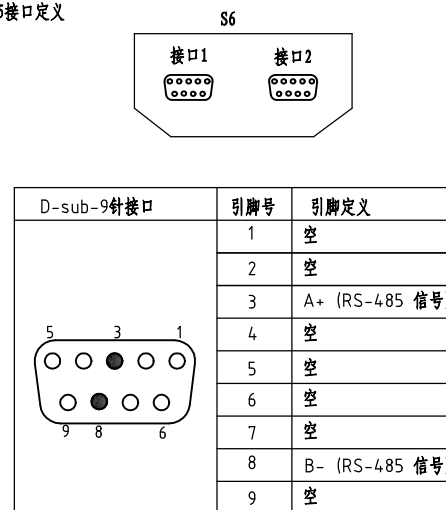 接口定义
S6
接口1
接口2
D-sub-9针接口 引脚号 引脚定义
1 空
2 空
3 A+ (RS-485 信号
4 空
5 空
6 空
7 空
8 B- (RS-485 信号
9 空
5 3 1
9 8 6